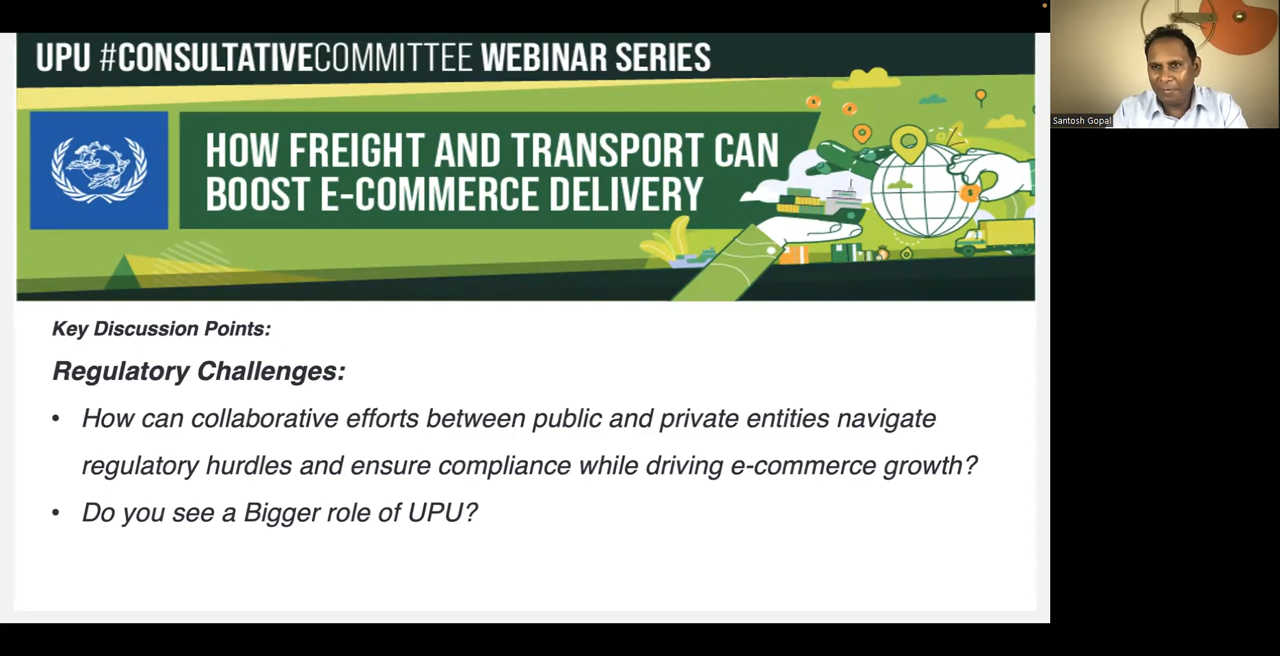 UPU #CONSULTATIVECOMMITTEE WEBINAR SERIES
HOW FREIGHT AND TRANSPORT CAN
BOOST E-COMMERCE DELIVERY
Santosh Gopal
Key Discussion Points:
Regulatory Challenges:
• How can collaborative efforts between public and private entities navigate
regulatory hurdles and ensure compliance while driving e-commerce growth?
• Do you see a Bigger role of UPU?